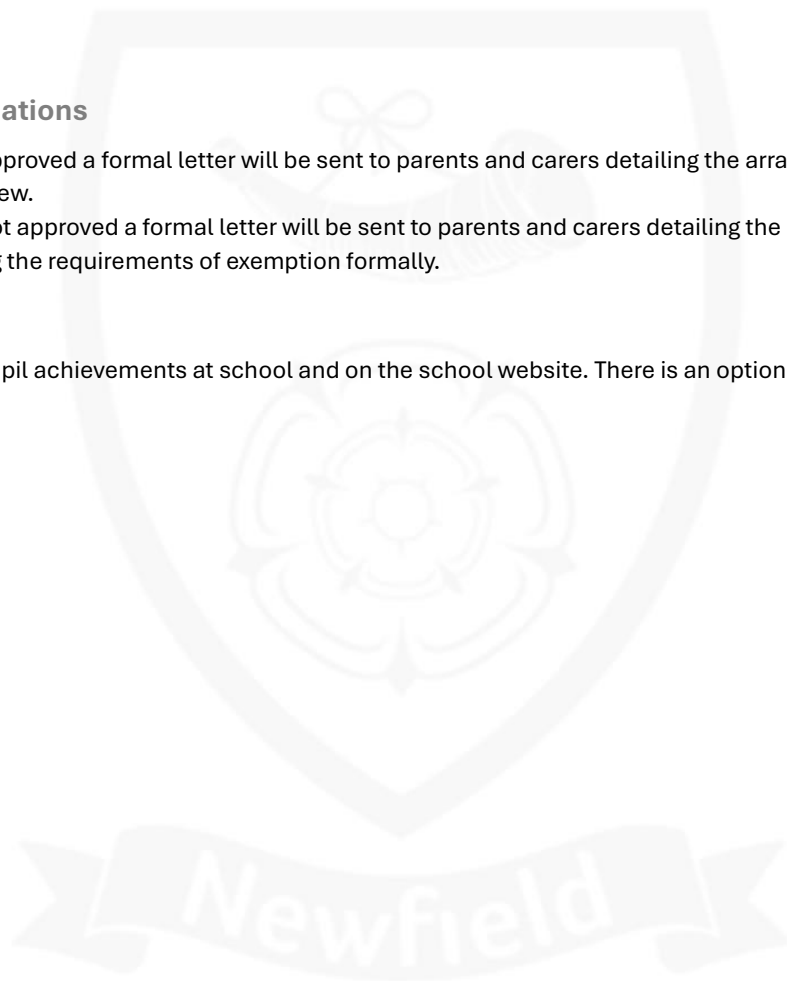 ations
pproved a formal letter will be sent to parents and carers detailing the arra
ew.
ot approved a formal letter will be sent to parents and carers detailing the
g the requirements of exemption formally.
pil achievements at school and on the school website. There is an option
Newfield